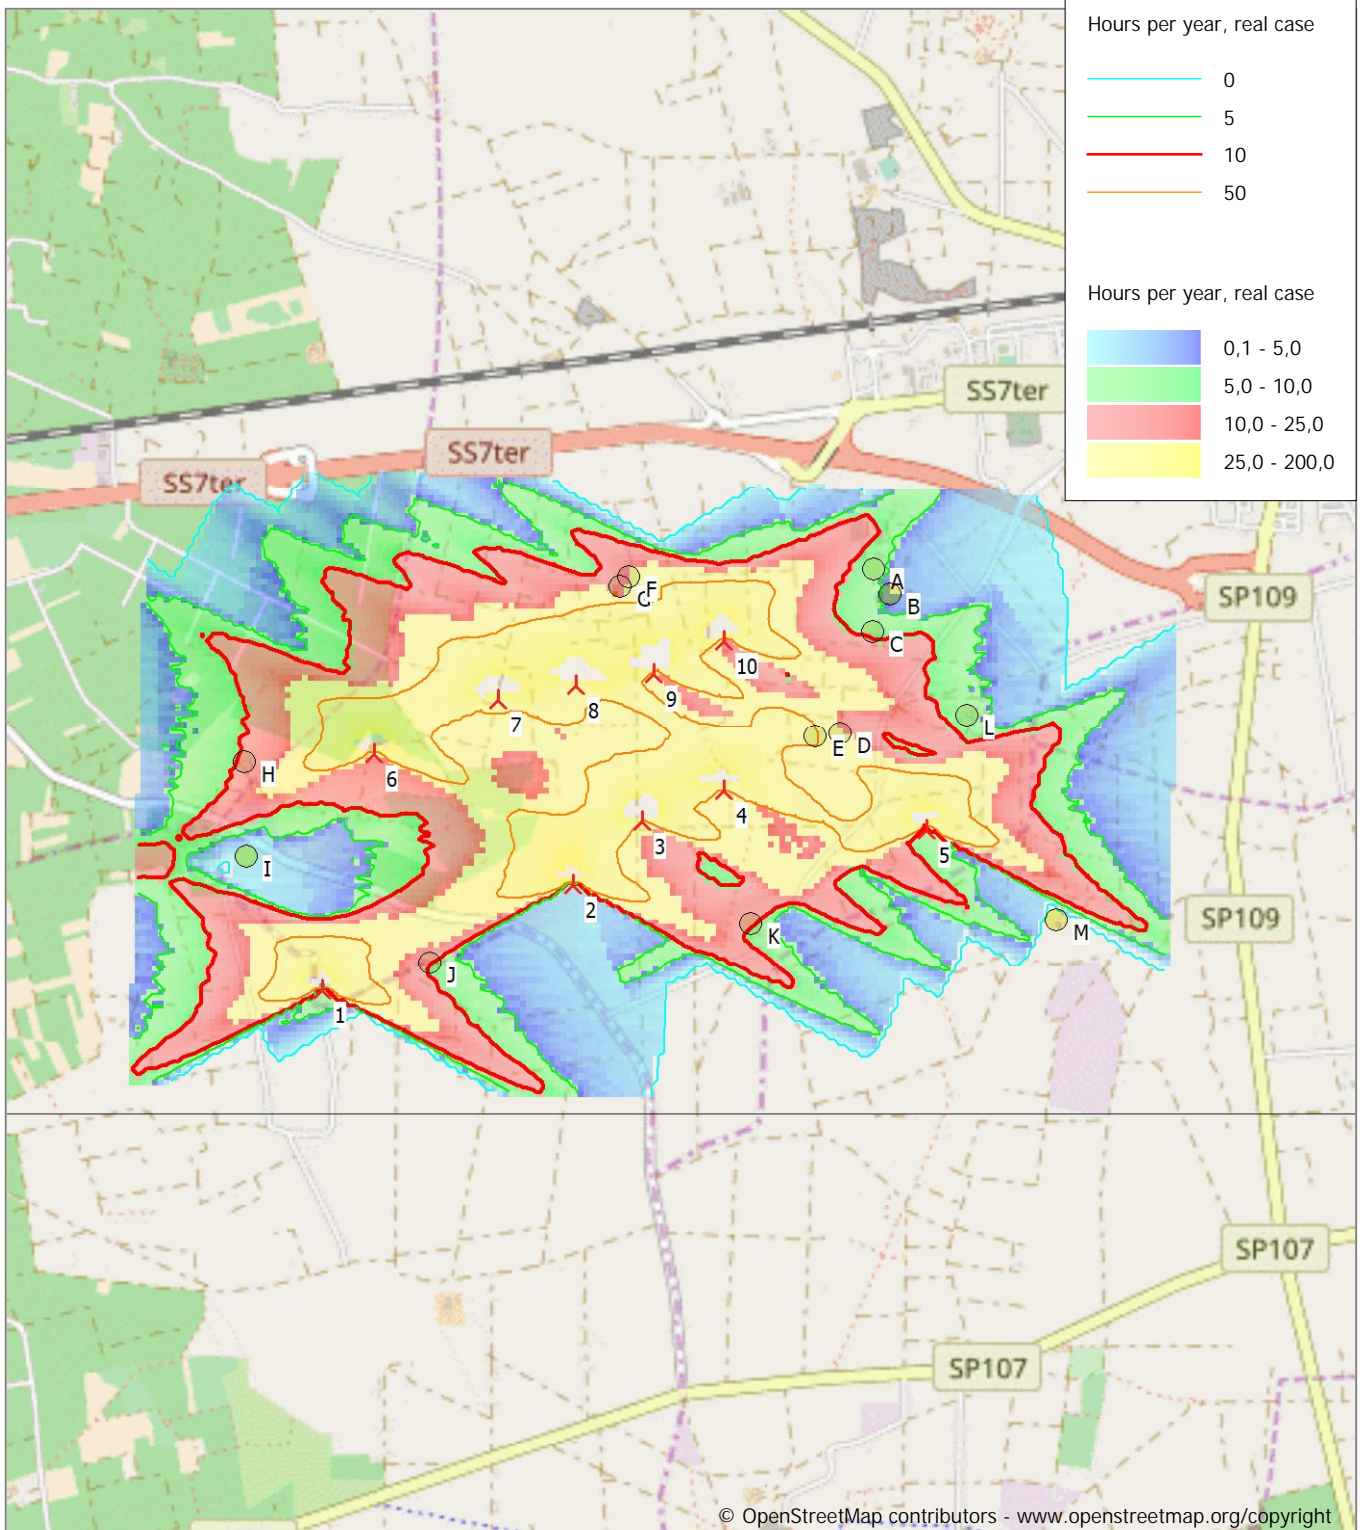 Hours per year, real case
0
5
10
50
Hours per year, real case
0,1 - 5,0
5,0 - 10,0
10,0 - 25,0
25,0 - 200,0
SS7ter
SS7ter
SS7ter
SP109
A
F
G
B
C
10
9
8
7
L
D
E
H
6
4
3
5
I
2
SP109
M
K
J
1
SP107
SP107
© OpenStreetMap contributors - www.openstreetmap.org/copyright